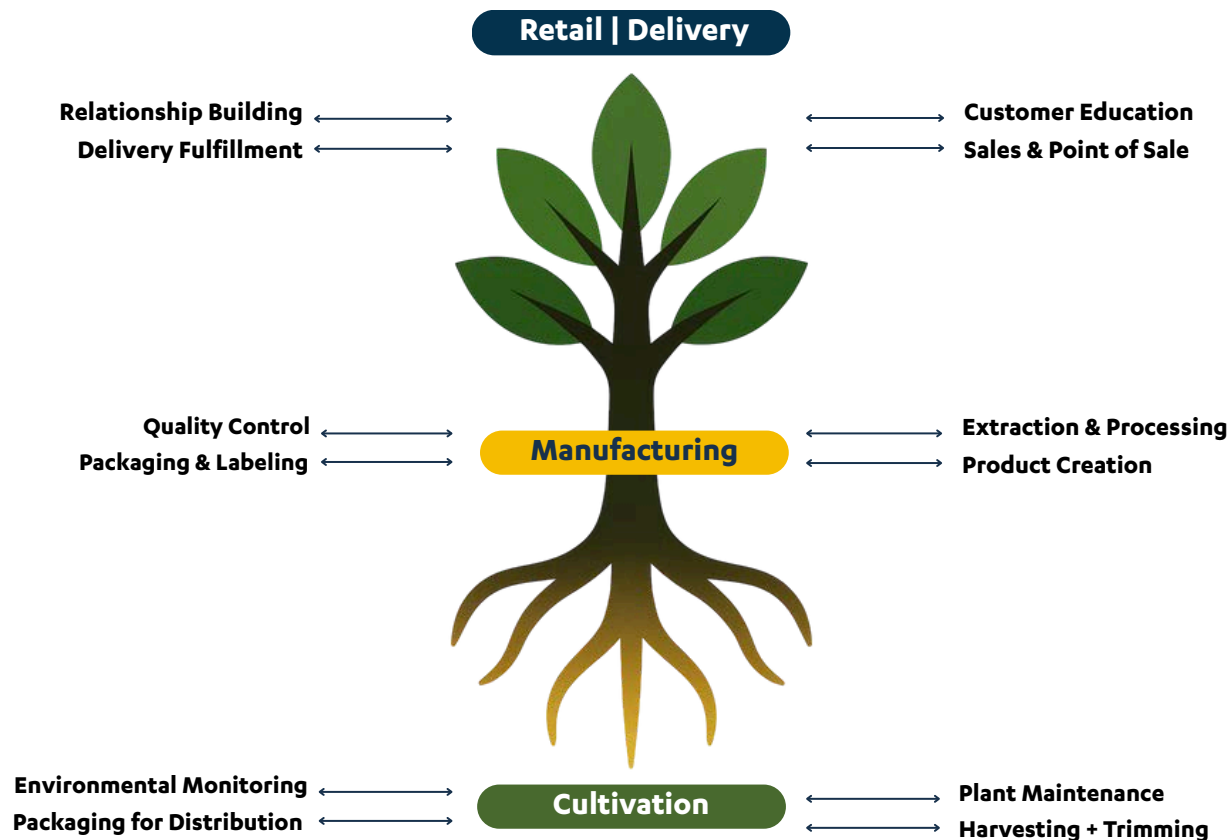 Retail | Delivery
Relationship Building
Customer Education
Delivery Fulfillment
Sales & Point of Sale
Quality Control
Extraction & Processing
Manufacturing
Packaging & Labeling
Product Creation
Environmental Monitoring
Plant Maintenance
Cultivation
Packaging for Distribution
Harvesting + Trimming